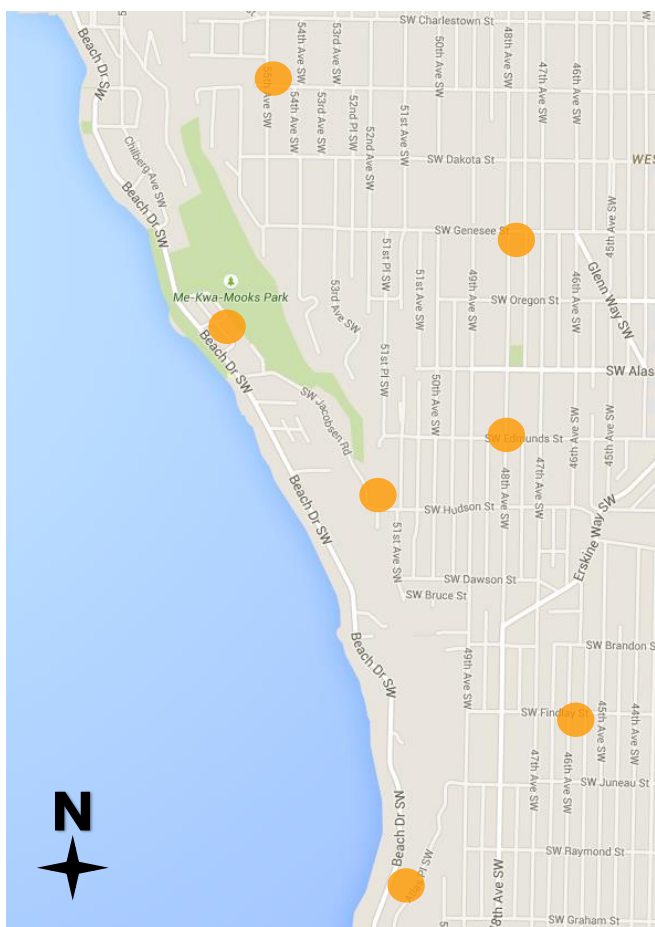 SW Charlestown St
Beach Dr SW
54th Ave SW
53rd Ave SW
50th Ave SW
48th Ave SW
47th Ave SW
46th Ave SW
55th Ave SW
54th Ave SW
53rd Ave SW
52nd Pl SW
52nd Ave SW
51st Ave SW
Chilberg Ave SW
SW Dakota St
WES
Beach Dr SW
45th Ave SW
SW Genesee St
51st Pl SW
51st Ave SW
49th Ave SW
46th Ave SW
Glenn Way SW
Me-Kwa-Mooks Park
53rd Ave SW
SW Oregon St
Beach Dr SW
51st Pl SW
50th Ave SW
SW Alas
SW Jacobsen Rd
46th Ave SW
45th Ave SW
SW Edmunds St
48th Ave SW
47th Ave SW
Beach Dr SW
SW Hudson St
51st Ave SW
Erskine Way SW
SW Dawson St
SW Bruce St
Beach Dr SW
49th Ave SW
SW Brandon St
SW Findlay St
45th Ave SW
44th Ave SW
47th Ave SW
46th Ave SW
SW Juneau St
N
Beach Dr SW
Atlas Pl SW
SW Raymond St
8th Ave SW
SW Graham St
5